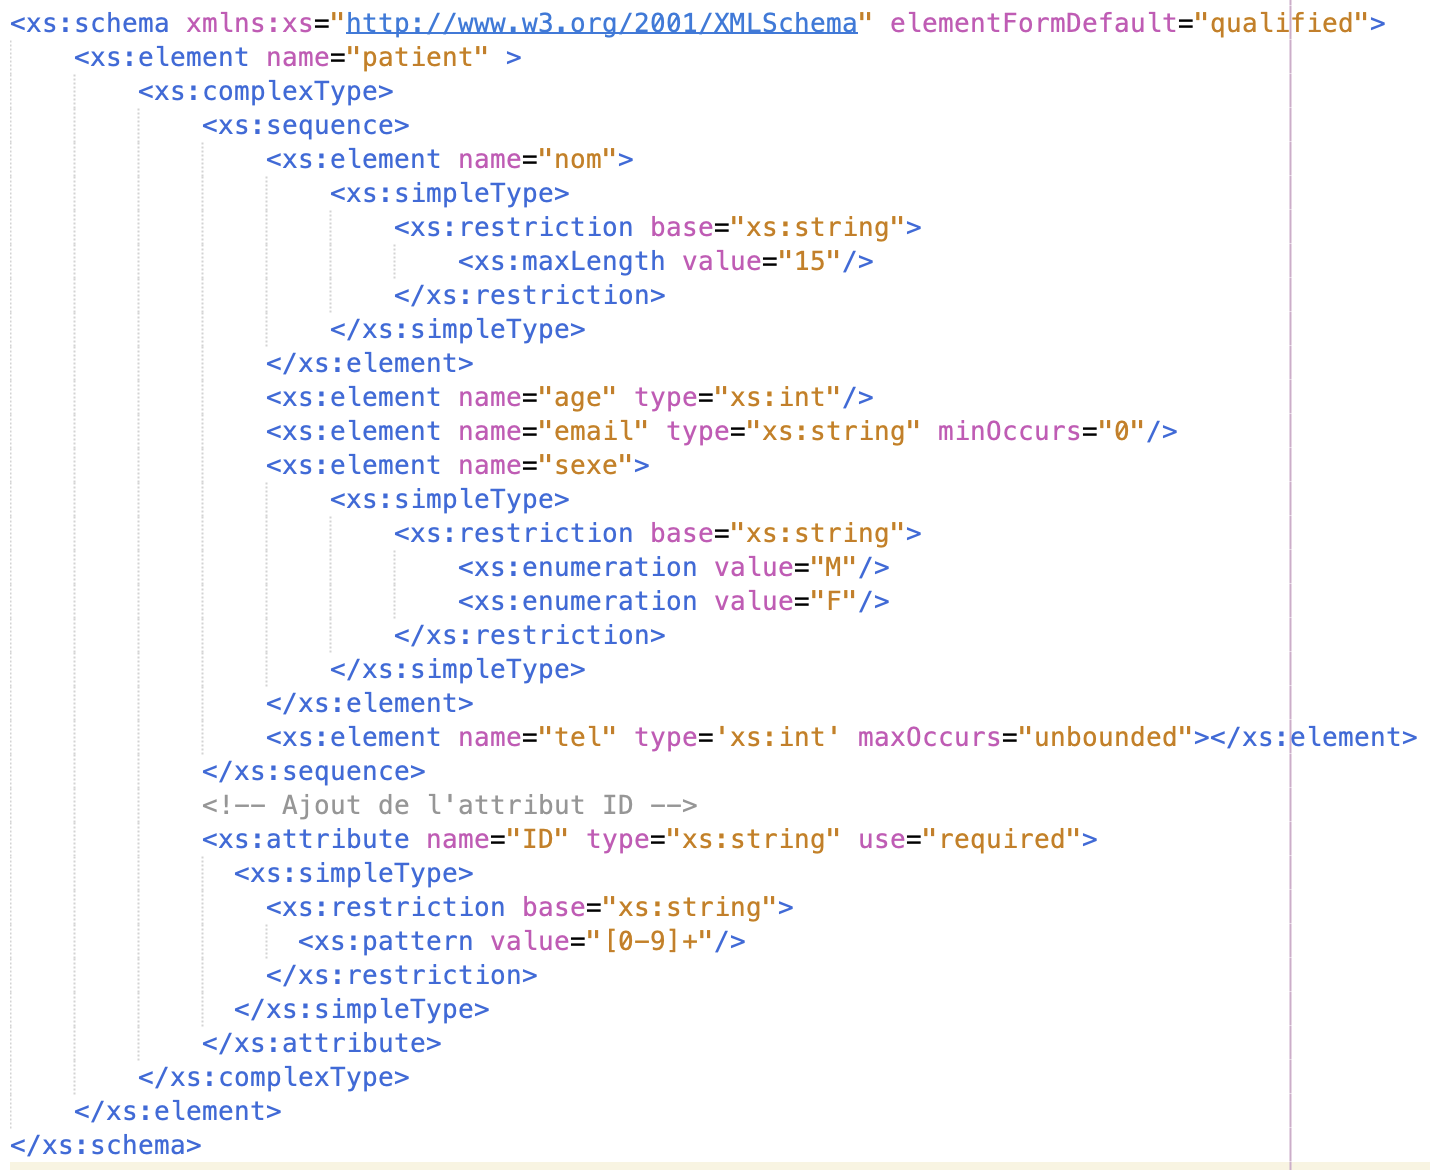 <xs:schema xmlns:xs="http://www.w3.org/2001/XMLSchema" elementFormDefault="qualified">
    <xs:element name="patient" >
        <xs:complexType>
            <xs:sequence>
                <xs:element name="nom">
                    <xs:simpleType>
                        <xs:restriction base="xs:string">
                            <xs:maxLength value="15"/>
                        </xs:restriction>
                    </xs:simpleType>
                </xs:element>
                <xs:element name="age" type="xs:int"/>
                <xs:element name="email" type="xs:string" minOccurs="0"/>
                <xs:element name="sexe">
                    <xs:simpleType>
                        <xs:restriction base="xs:string">
                            <xs:enumeration value="M"/>
                            <xs:enumeration value="F"/>
                        </xs:restriction>
                    </xs:simpleType>
                </xs:element>
                <xs:element name="tel" type='xs:int' maxOccurs="unbounded"></xs:element>
            </xs:sequence>
            <!-- Ajout de l'attribut ID -->
            <xs:attribute name="ID" type="xs:string" use="required">
              <xs:simpleType>
                <xs:restriction base="xs:string">
                  <xs:pattern value="[0-9]+"/>
                </xs:restriction>
              </xs:simpleType>
            </xs:attribute>
        </xs:complexType>
    </xs:element>
</xs:schema>